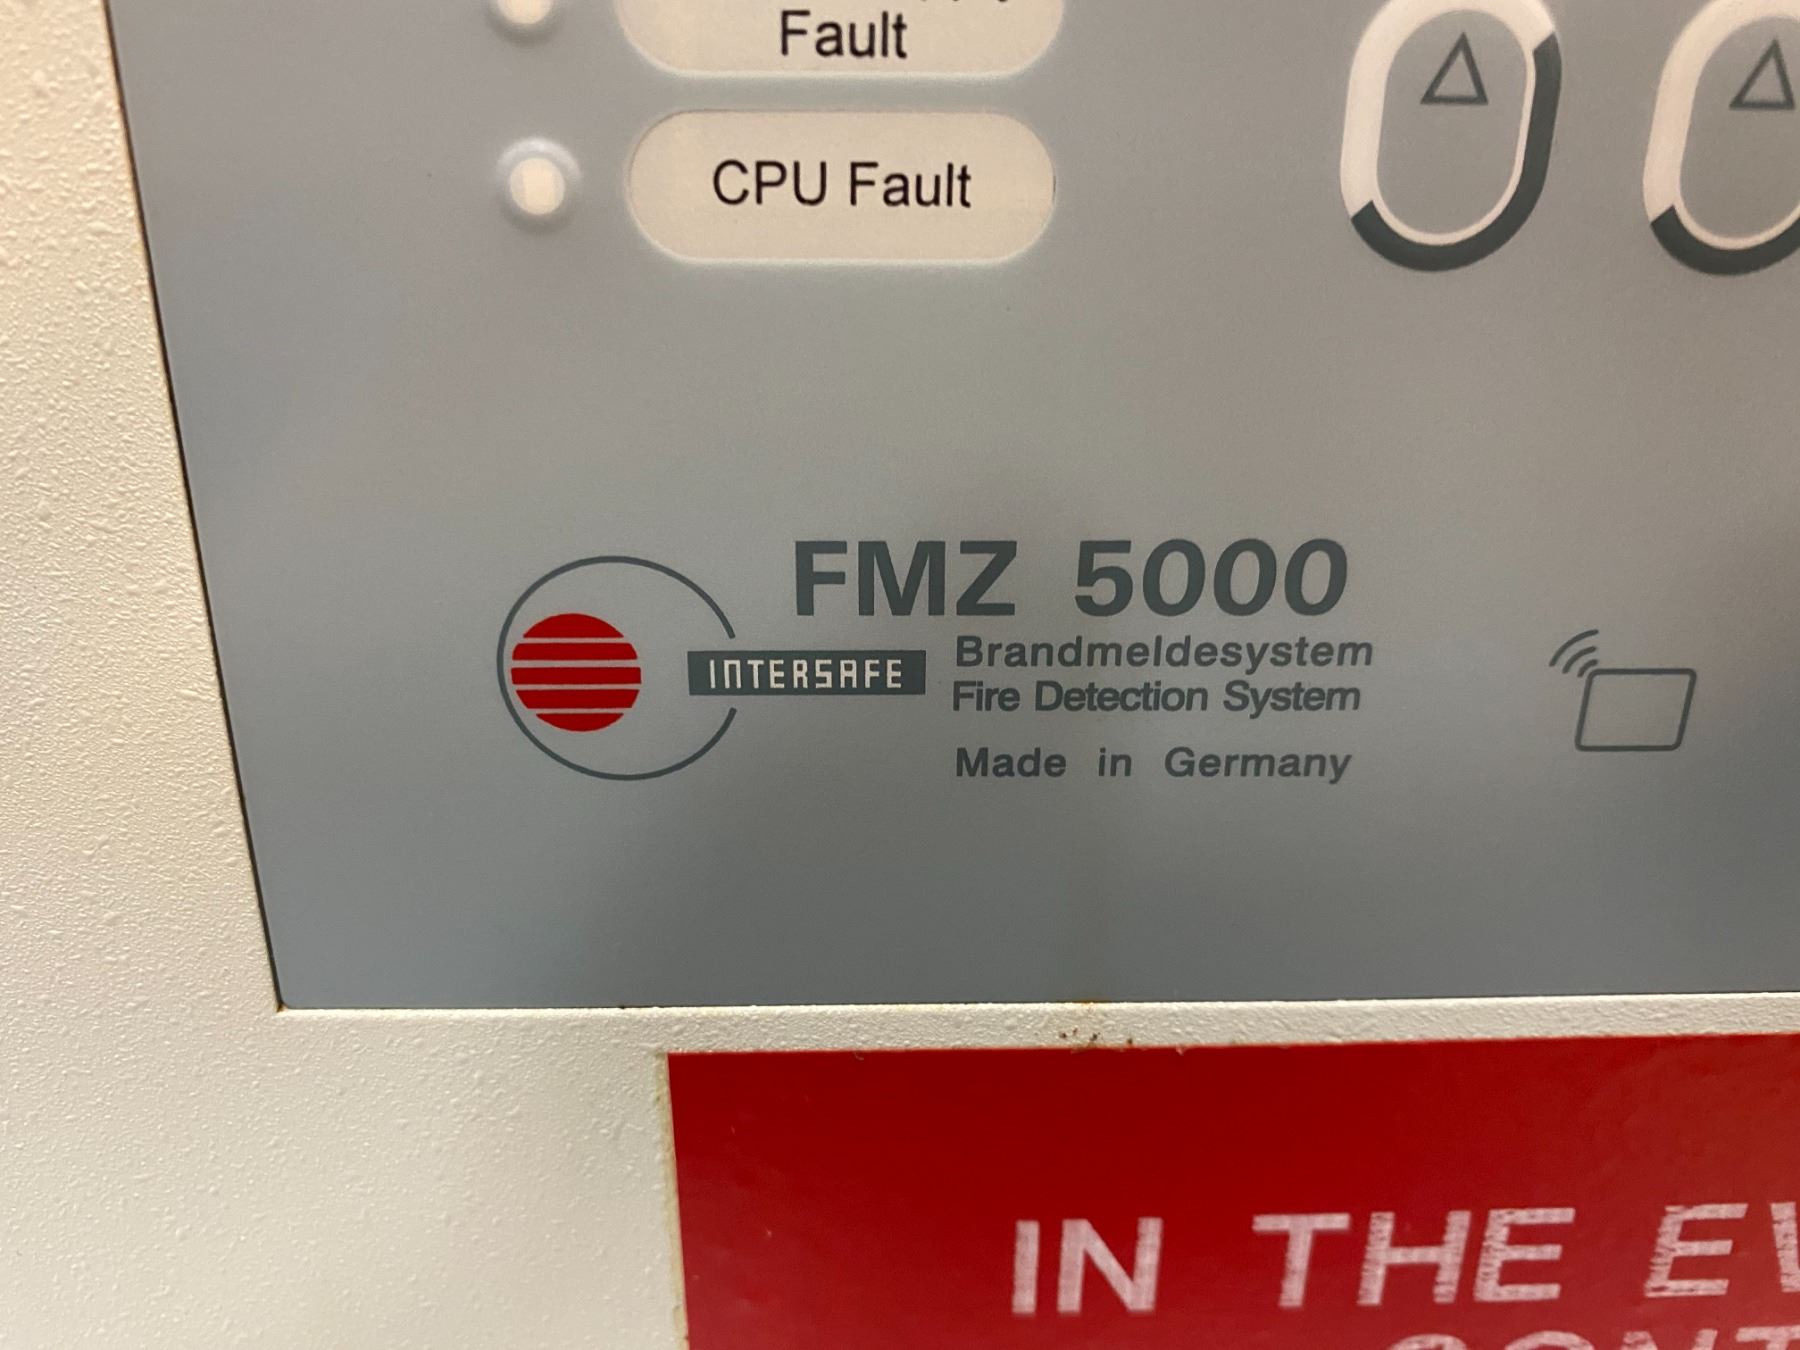 Fault
CPU Fault
FMZ 5000
INTERSAFE
Brandmeldesystem
Fire Detection System
Made in Germany
IN THE